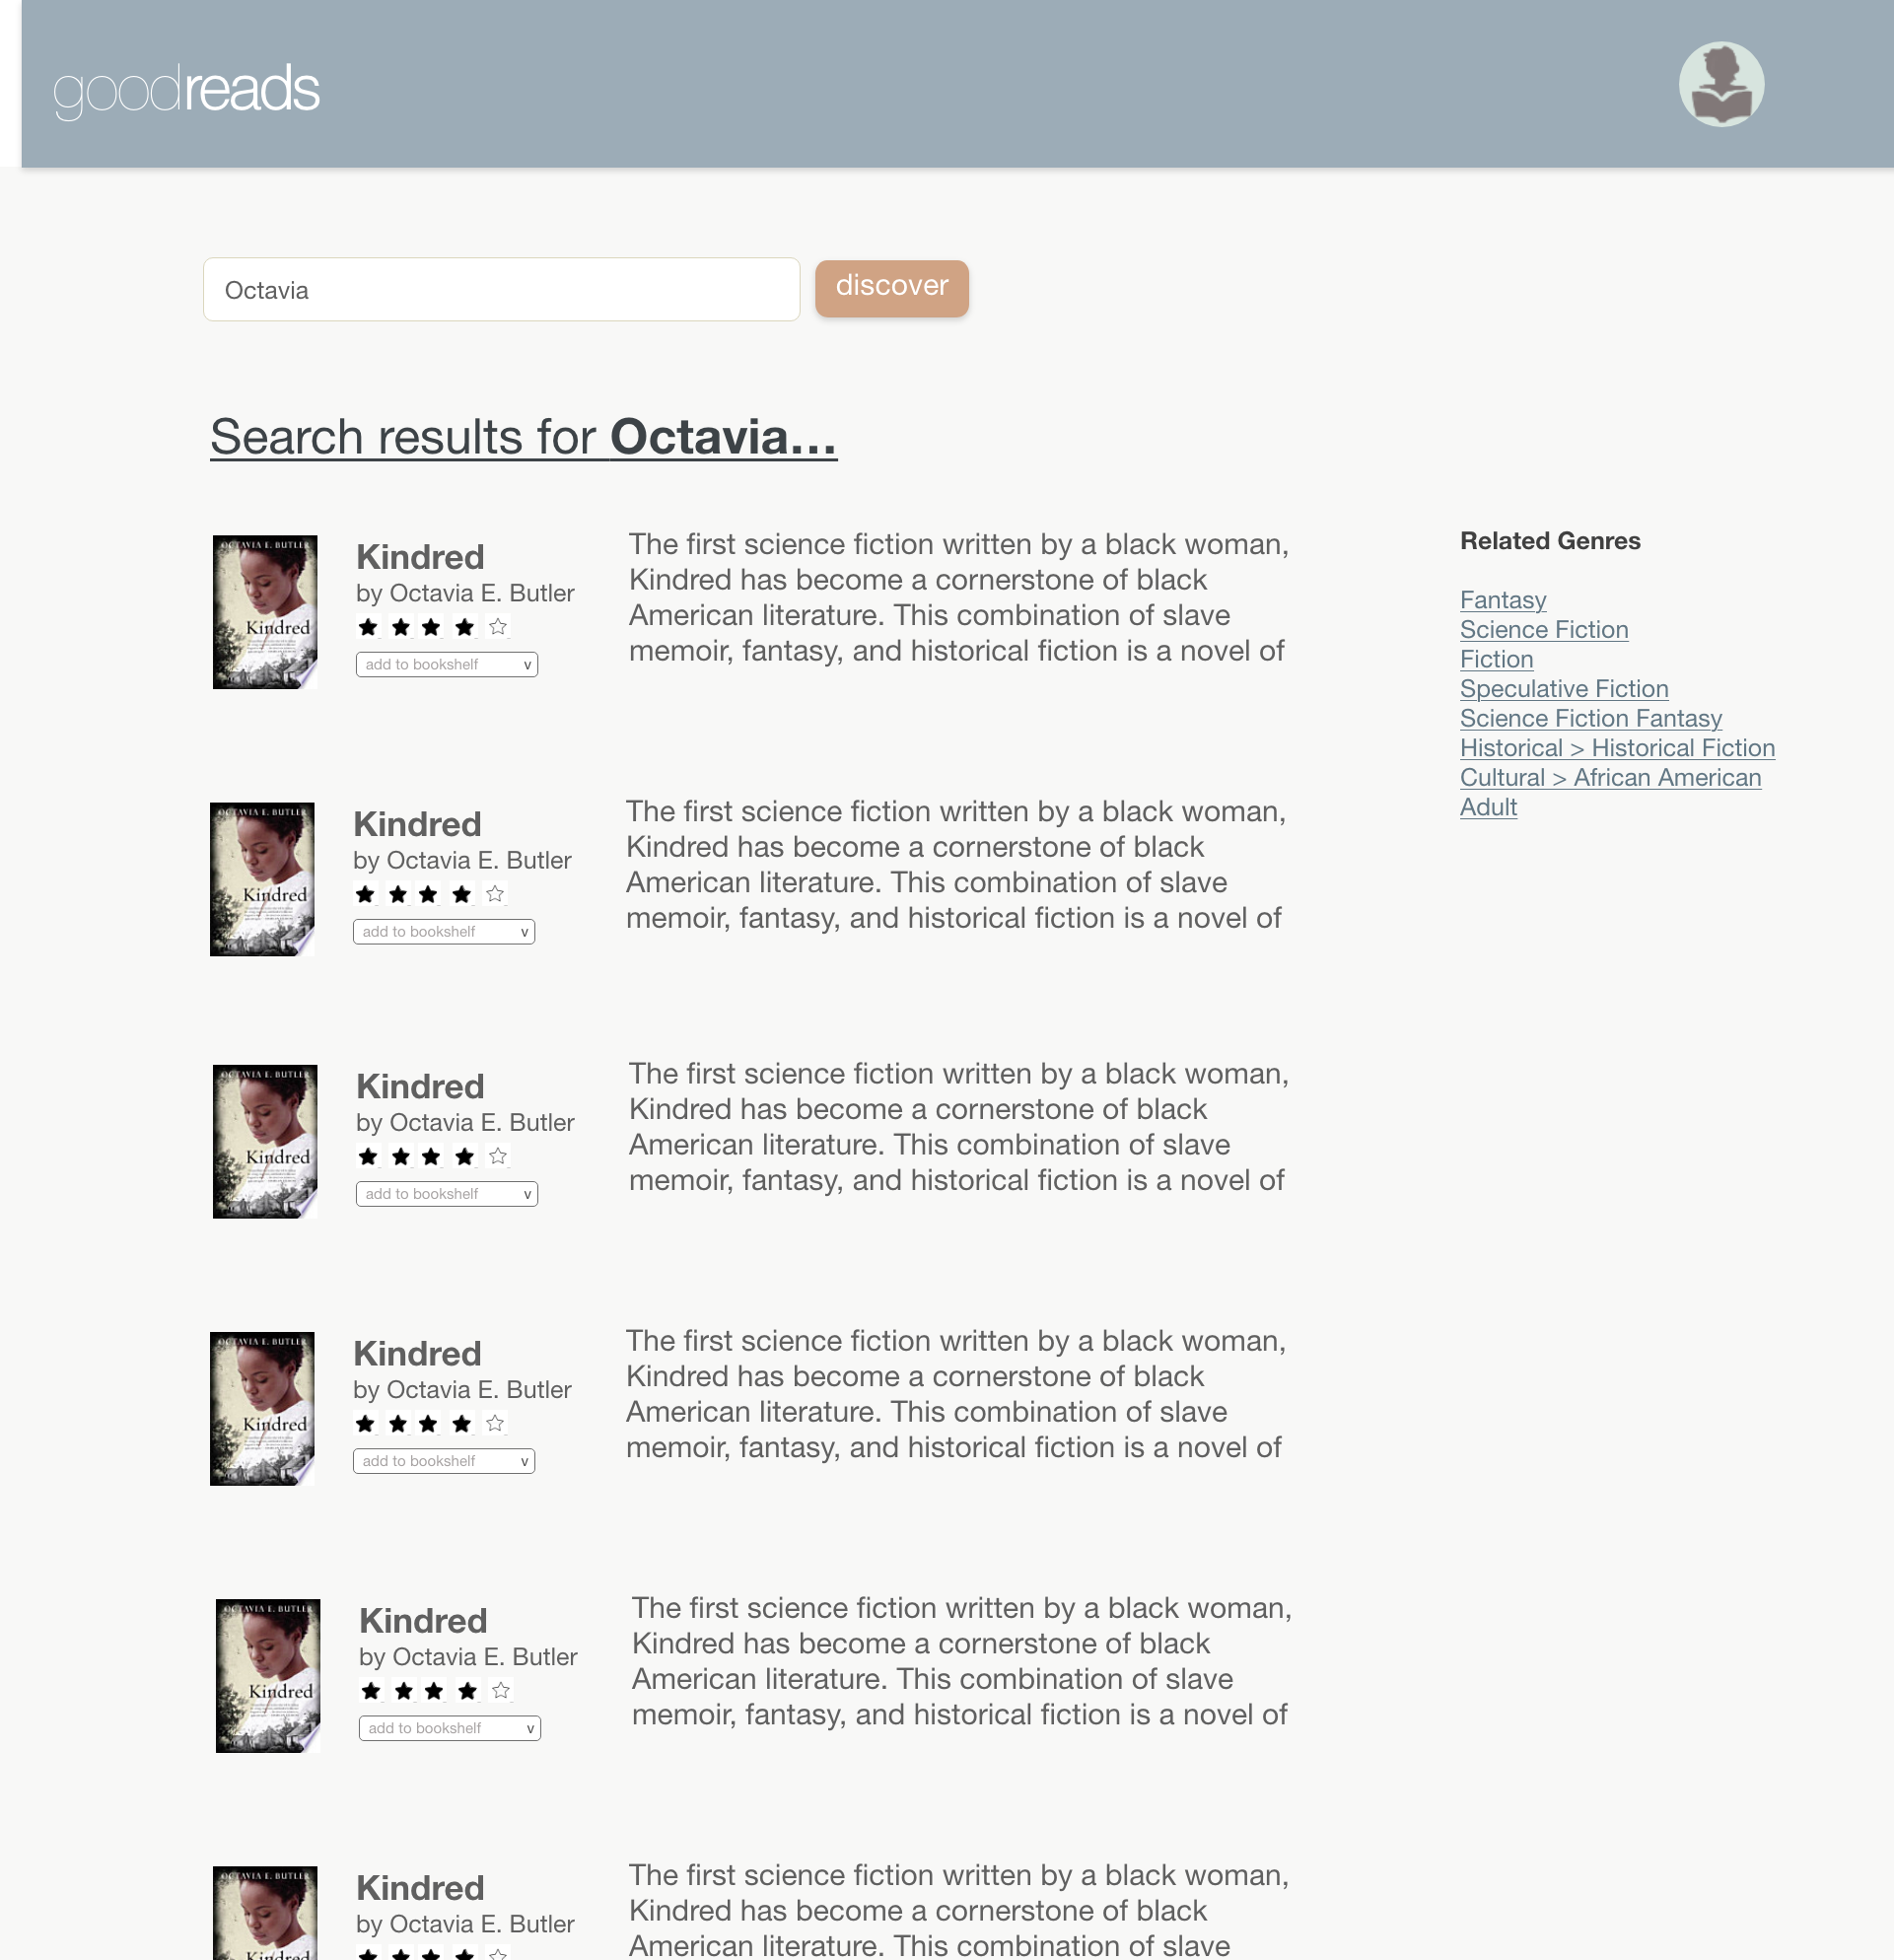 goodreads
Octavia
discover
Search results for Octavia...
OCTAVIA E. BUTLER
Kindred
Kindred
by Octavia E. Butler
add to bookshelf v
The first science fiction written by a black woman,
Kindred has become a cornerstone of black
American literature. This combination of slave
memoir, fantasy, and historical fiction is a novel of
Related Genres
Fantasy
Science Fiction
Fiction
Speculative Fiction
Science Fiction Fantasy
Historical > Historical Fiction
Cultural > African American
Adult
OCTAVIA E. BUTLER
Kindred
Kindred
by Octavia E. Butler
add to bookshelf v
The first science fiction written by a black woman,
Kindred has become a cornerstone of black
American literature. This combination of slave
memoir, fantasy, and historical fiction is a novel of
OCTAVIA E. BUTLER
Kindred
Kindred
by Octavia E. Butler
add to bookshelf v
The first science fiction written by a black woman,
Kindred has become a cornerstone of black
American literature. This combination of slave
memoir, fantasy, and historical fiction is a novel of
OCTAVIA E. BUTLER
Kindred
Kindred
by Octavia E. Butler
add to bookshelf v
The first science fiction written by a black woman,
Kindred has become a cornerstone of black
American literature. This combination of slave
memoir, fantasy, and historical fiction is a novel of
OCTAVIA E. BUTLER
Kindred
Kindred
by Octavia E. Butler
add to bookshelf v
The first science fiction written by a black woman,
Kindred has become a cornerstone of black
American literature. This combination of slave
memoir, fantasy, and historical fiction is a novel of
OCTAVIA E. BUTLER
Kindred
Kindred
by Octavia E. Butler
The first science fiction written by a black woman,
Kindred has become a cornerstone of black
American literature. This combination of slave